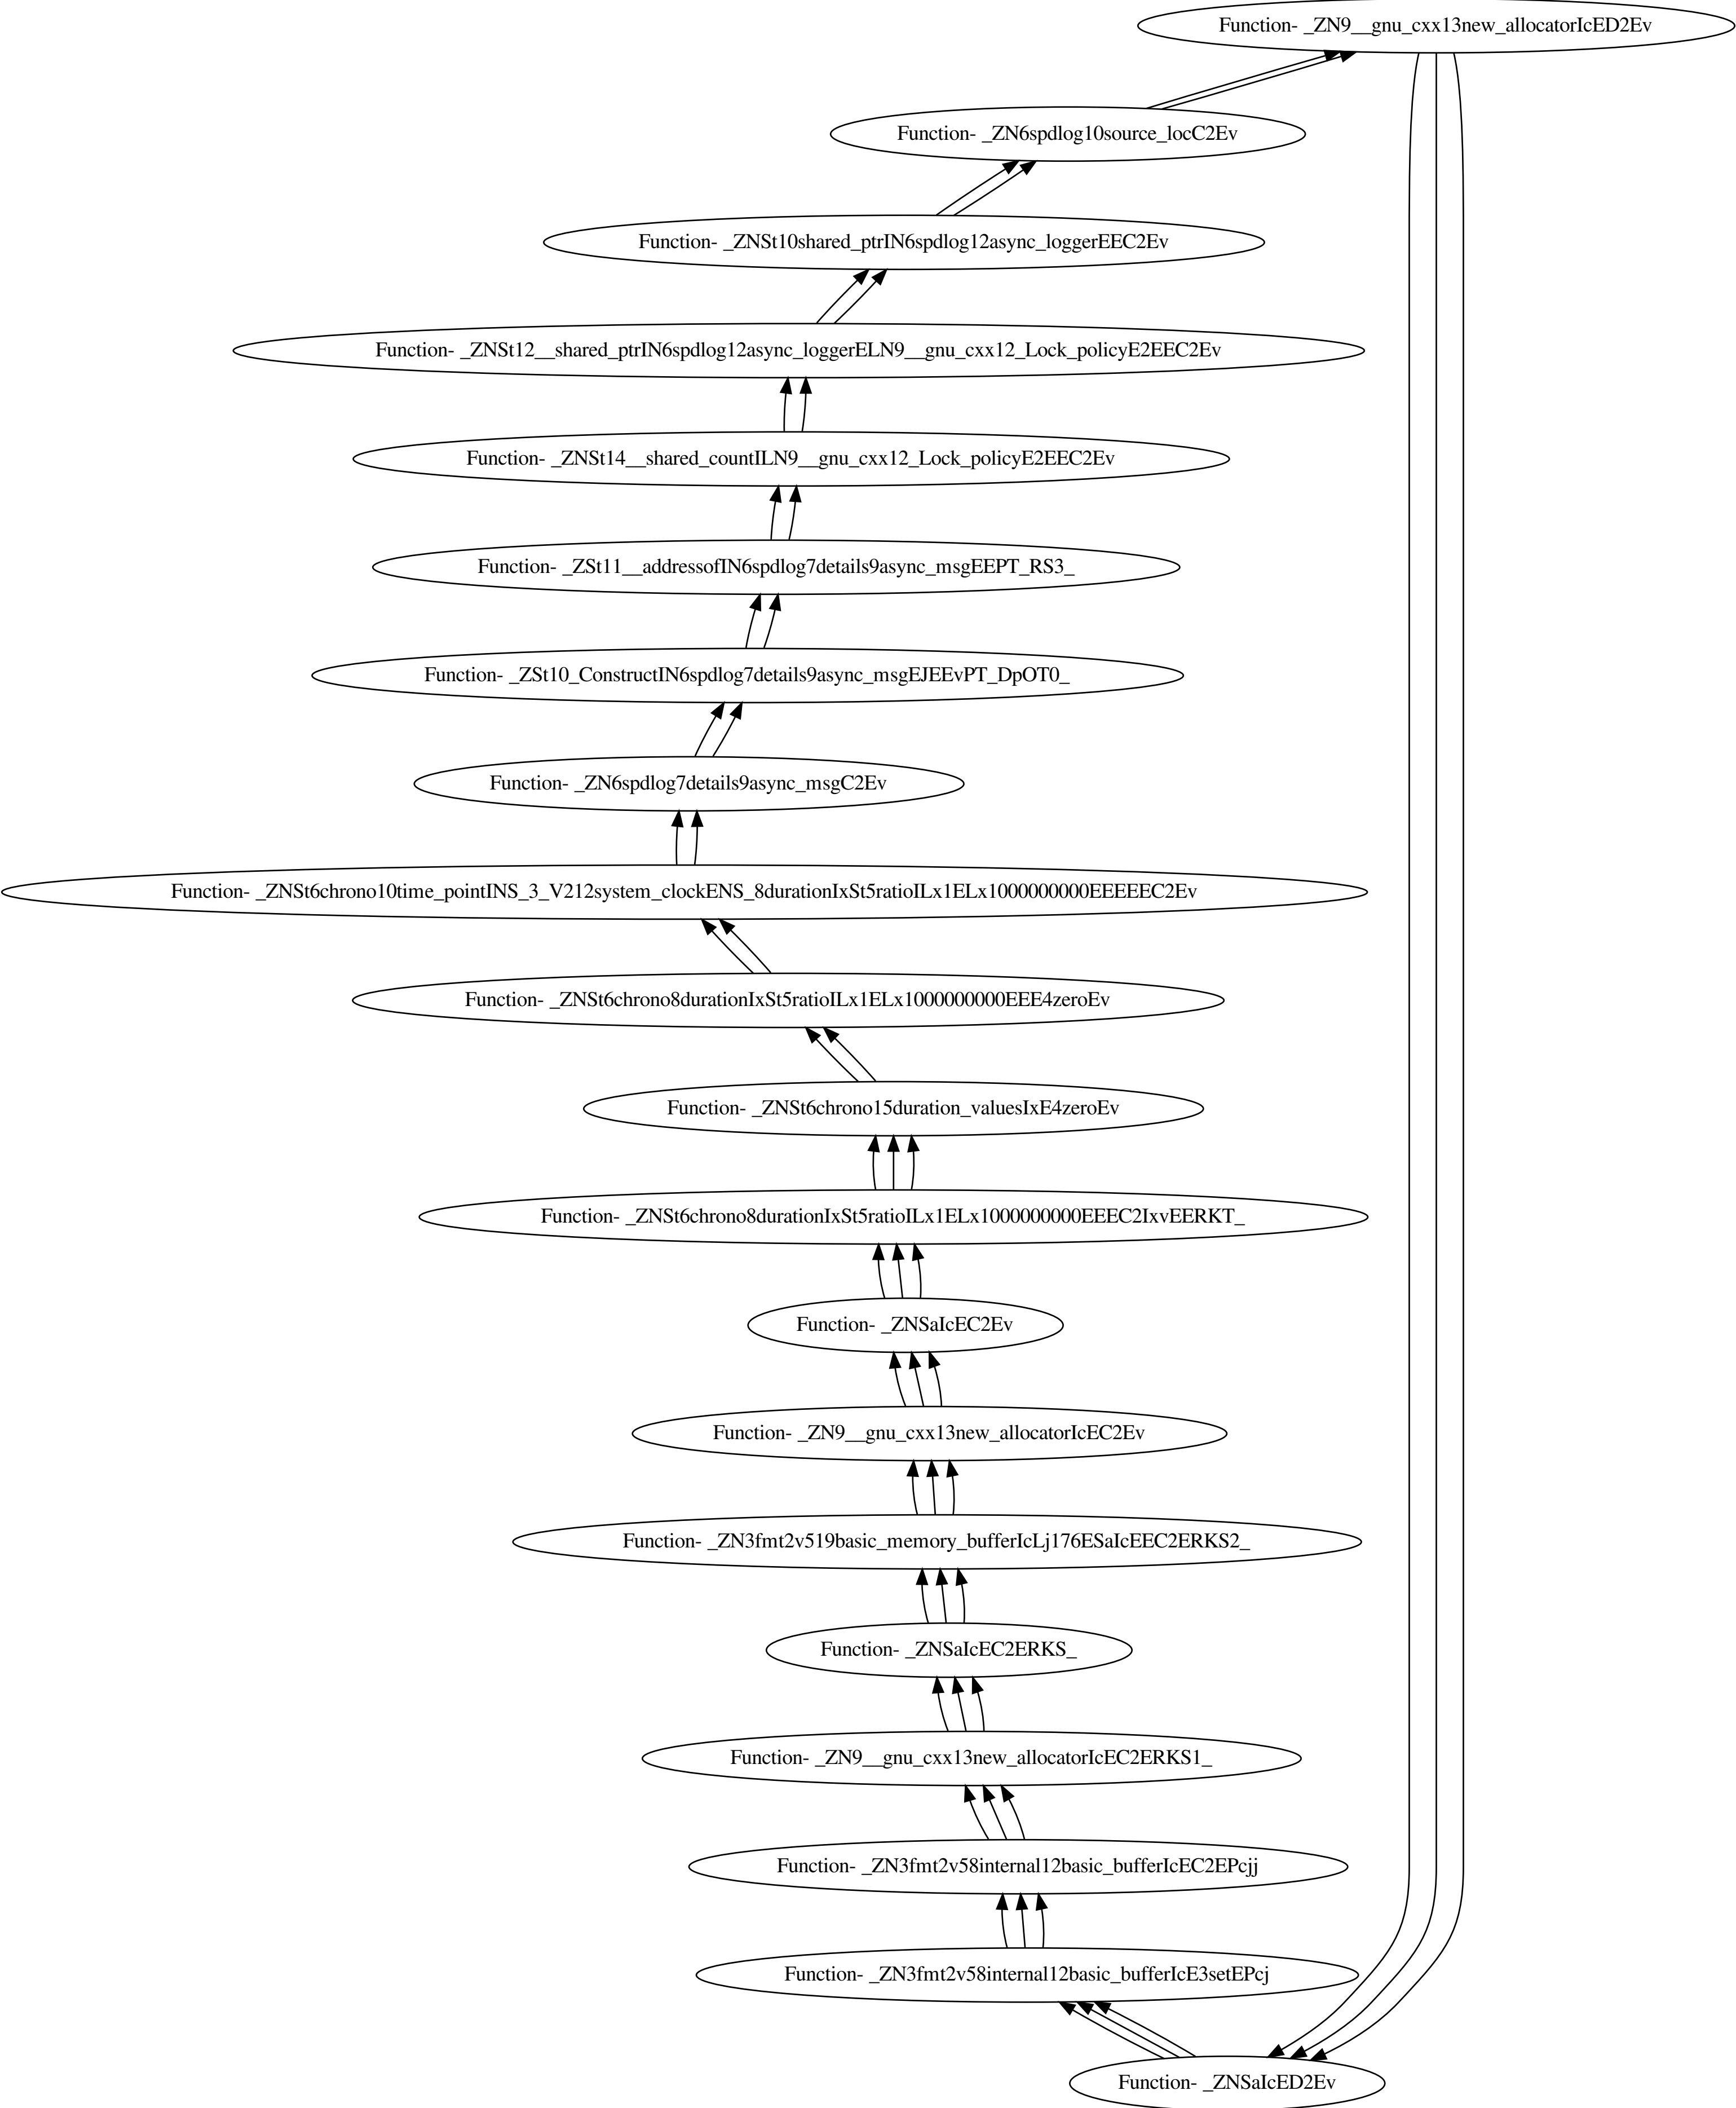 Function- _ZN9__gnu_cxx13new_allocatorIcED2Ev
Function- _ZN6spdlog10source_locC2Ev
Function- _ZNSt10shared_ptrIN6spdlog12async_loggerEEC2Ev
Function- _ZNSt12__shared_ptrIN6spdlog12async_loggerELN9__gnu_cxx12_Lock_policyE2EEC2Ev
Function- _ZNSt14__shared_countILN9__gnu_cxx12_Lock_policyE2EEC2Ev
Function- _ZSt11__addressofIN6spdlog7details9async_msgEEPT_RS3_
Function- _ZSt10_ConstructIN6spdlog7details9async_msgEJEEvPT_DpOT0_
Function- _ZN6spdlog7details9async_msgC2Ev
Function- _ZNSt6chrono10time_pointINS_3_V212system_clockENS_8durationIxSt5ratioILx1ELx1000000000EEEEEC2Ev
Function- _ZNSt6chrono8durationIxSt5ratioILx1ELx1000000000EEE4zeroEv
Function- _ZNSt6chrono15duration_valuesIxE4zeroEv
Function- _ZNSt6chrono8durationIxSt5ratioILx1ELx1000000000EEEC2IxvEERKT_
Function- _ZNSaIcEC2Ev
Function- _ZN9__gnu_cxx13new_allocatorIcEC2Ev
Function- _ZN3fmt2v519basic_memory_bufferIcLj176ESaIcEEC2ERKS2_
Function- _ZNSaIcEC2ERKS_
Function- _ZN9__gnu_cxx13new_allocatorIcEC2ERKS1_
Function- _ZN3fmt2v58internal12basic_bufferIcEC2EPcjj
Function- _ZN3fmt2v58internal12basic_bufferIcE3setEPcj
Function- _ZNSaIcED2Ev